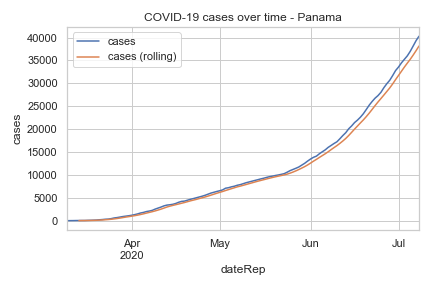 COVID-19 cases over time - Panama
cases
cases (rolling)
40000
35000
30000
25000
20000
15000
10000
5000
0
cases
Apr
2020
May
Jun
Jul
dateRep